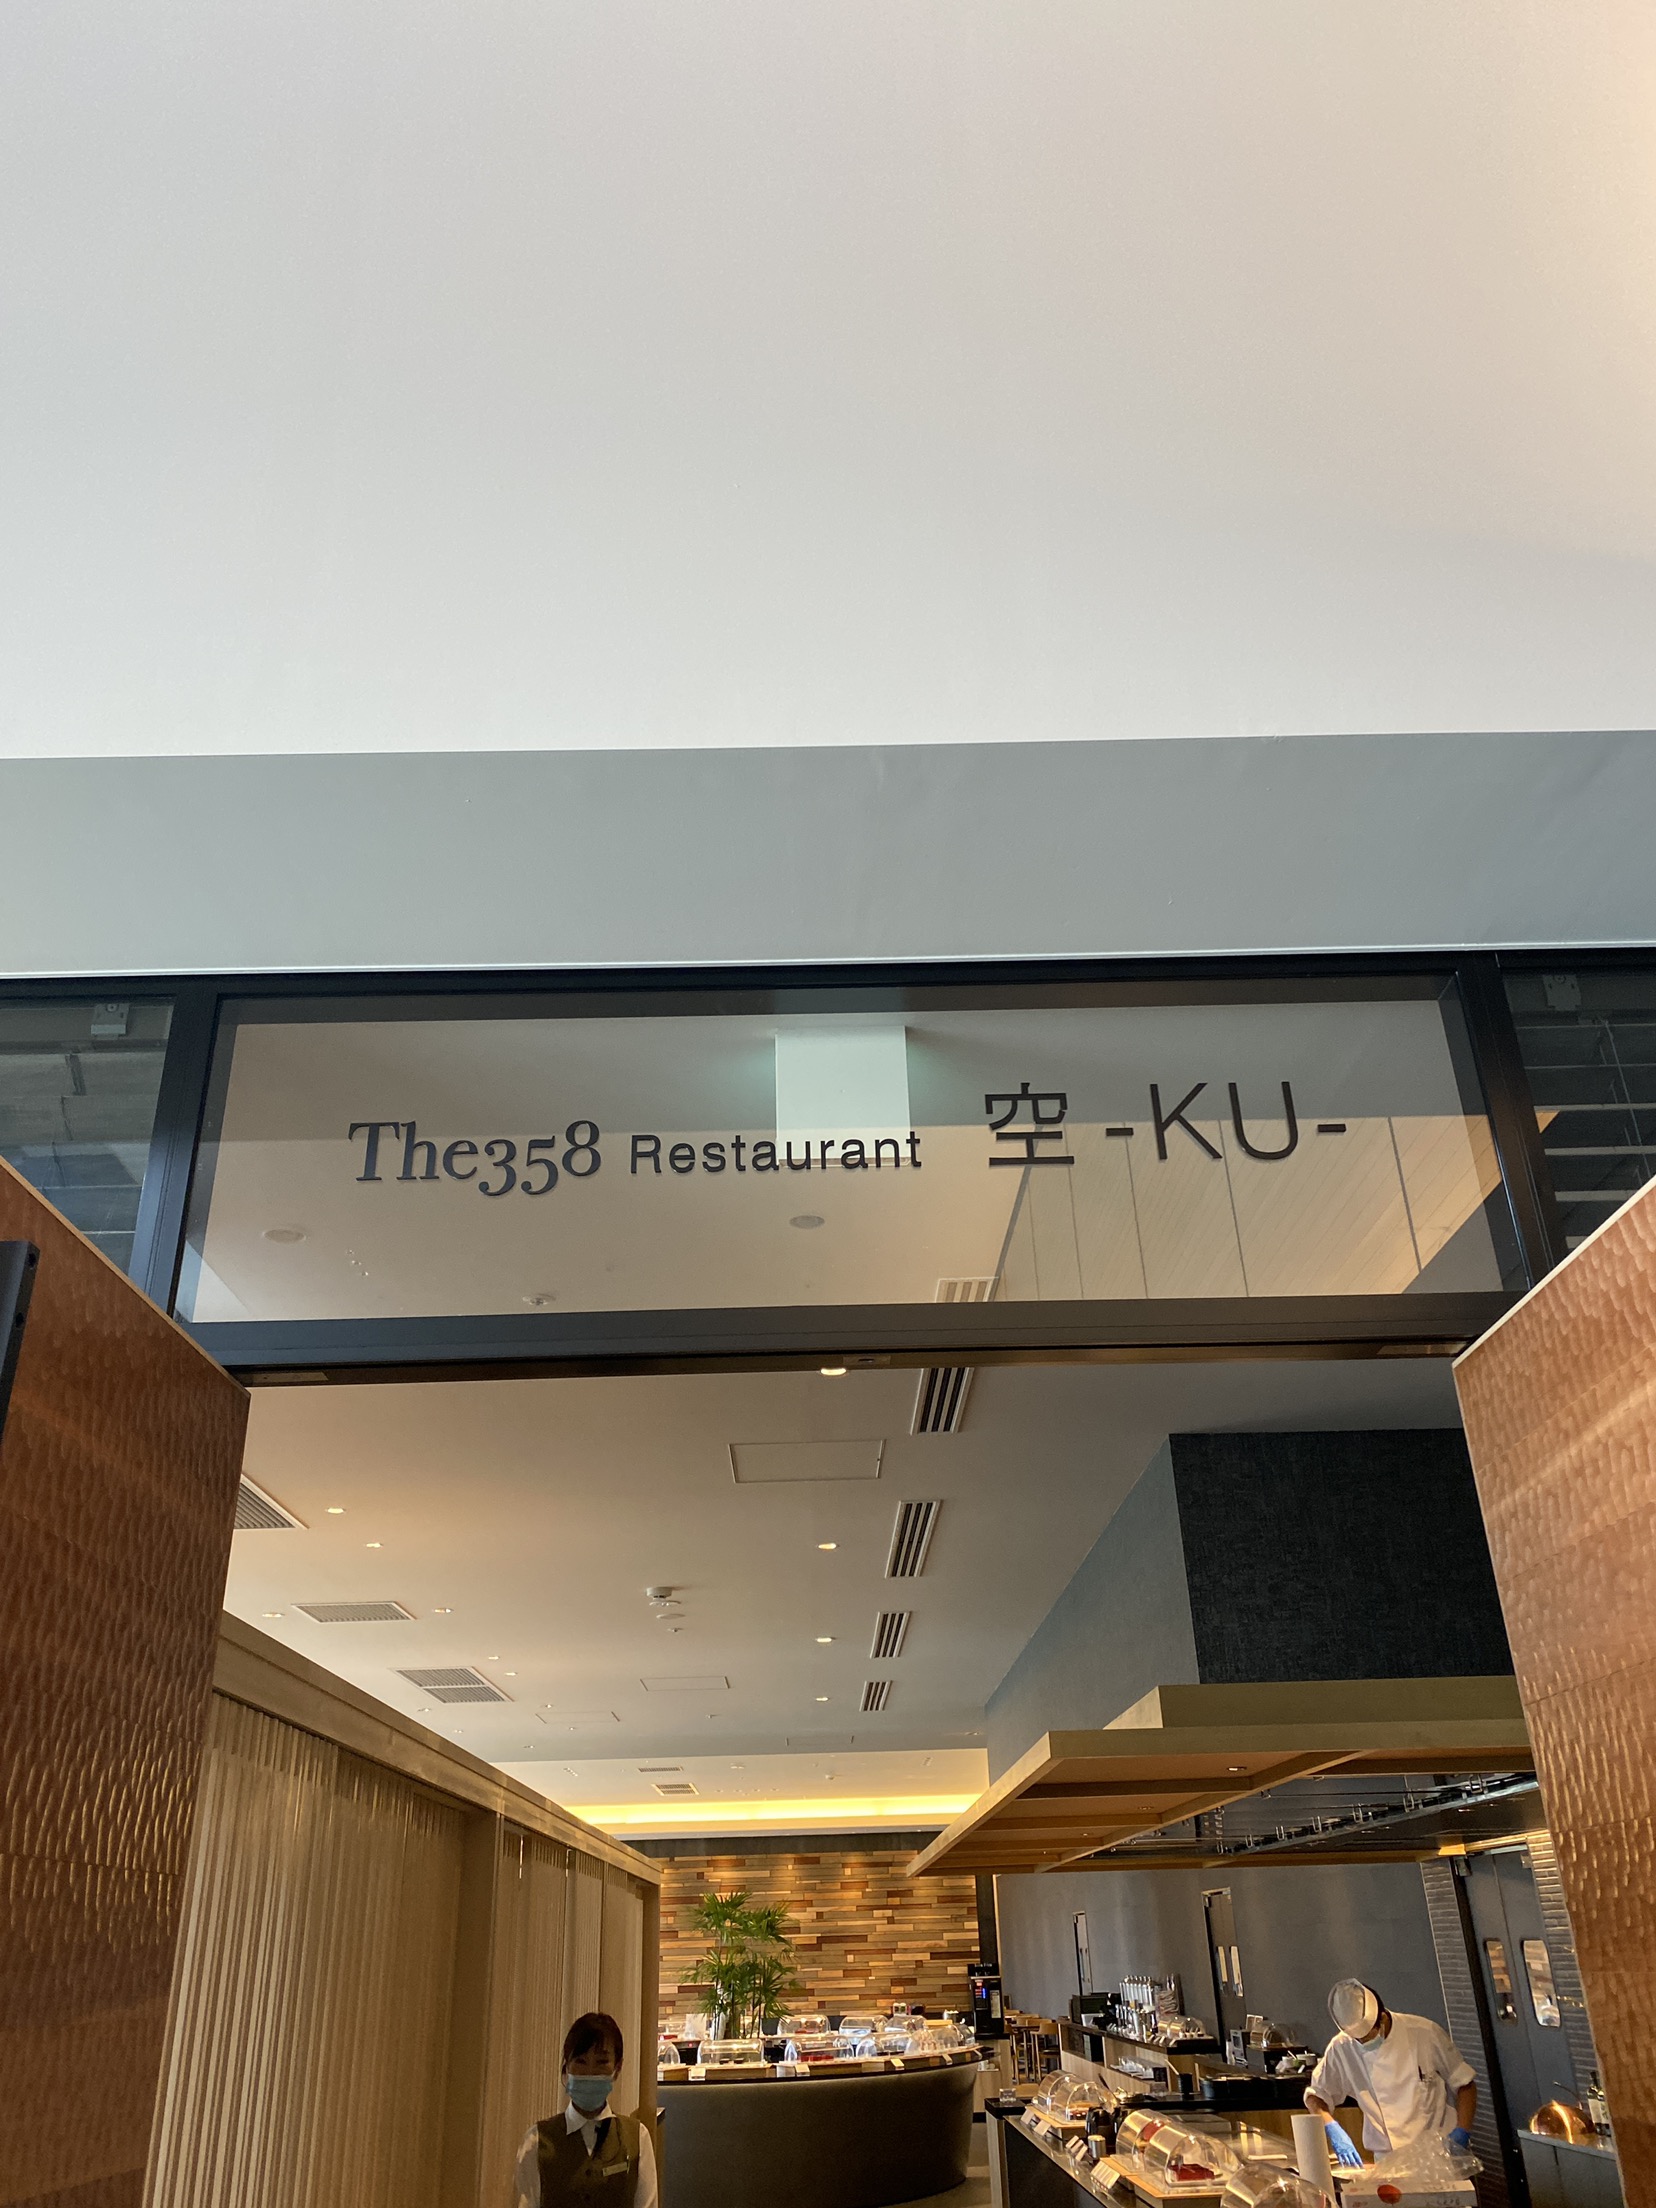 The358 Restaurant 空 -KU-